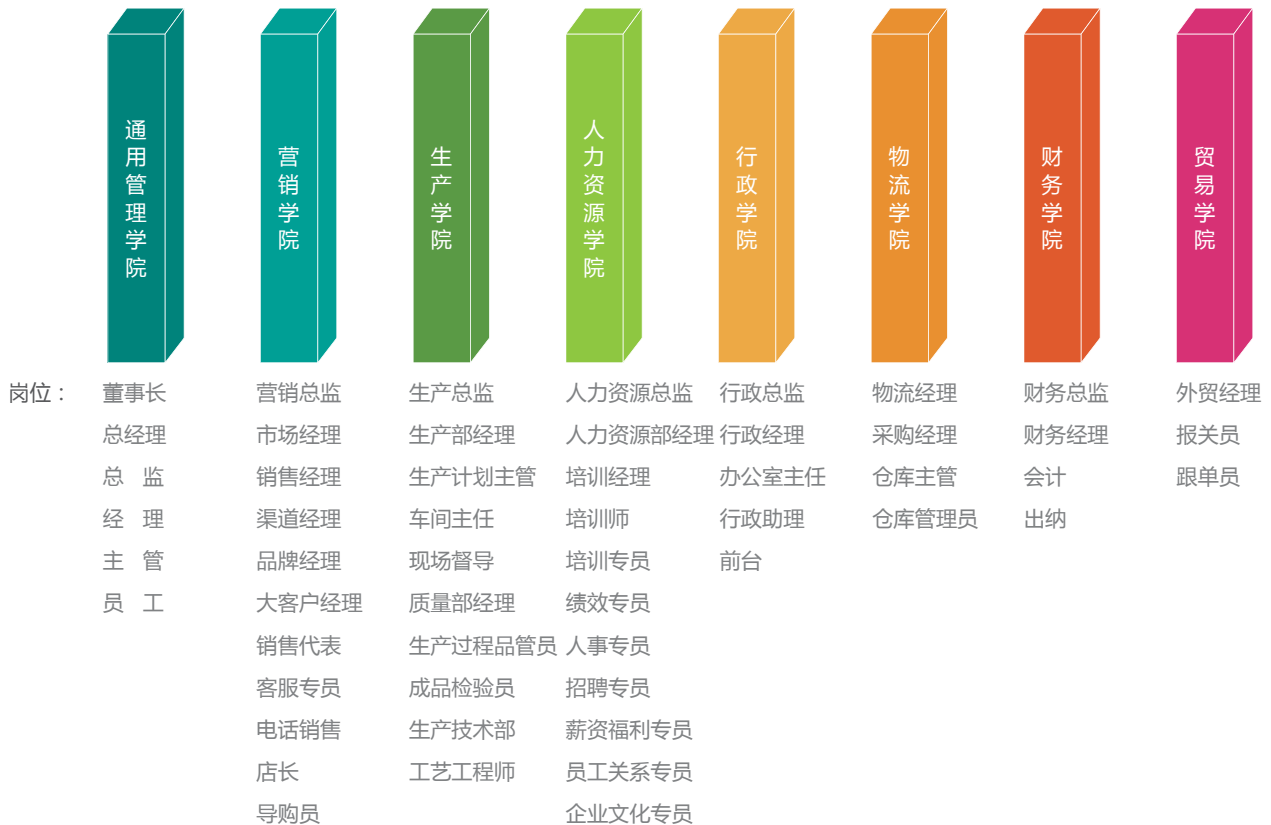 通用管理学院
营销学院
生产学院
人力资源学院
行政学院
物流学院
财务学院
贸易学院
岗位： 董事长 营销总监 生产总监 人力资源总监 行政总监 物流经理 财务总监 外贸经理
总经理 市场经理 生产部经理 人力资源部经理 行政经理 采购经理 财务经理 报关员
总 监 销售经理 生产计划主管 培训经理 办公室主任 仓库主管 会计 跟单员
经 理 渠道经理 车间主任 培训师 行政助理 仓库管理员 出纳
主 管 品牌经理 现场督导 培训专员 前台
员 工 大客户经理 质量部经理 绩效专员
销售代表 生产过程品管员 人事专员
客服专员 成品检验员 招聘专员
电话销售 生产技术部 薪资福利专员
店长 工艺工程师 员工关系专员
导购员 企业文化专员